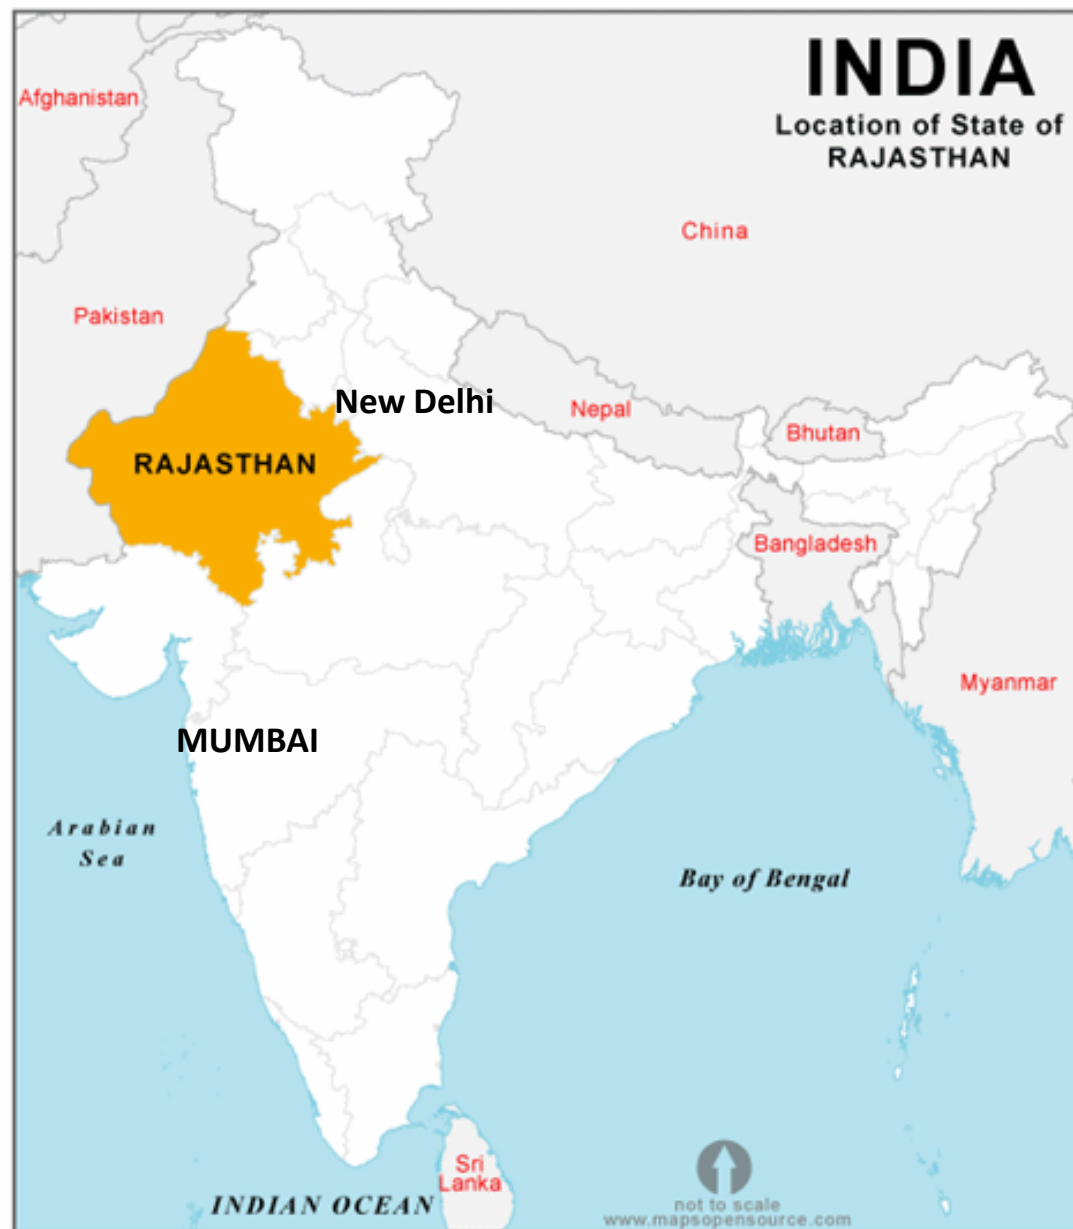 INDIA
Location of State of
RAJASTHAN
Afghanistan
China
Pakistan
New Delhi
Nepal
Bhutan
RAJASTHAN
Bangladesh
Myanmar
MUMBAI
Arabian
Sea
Bay of Bengal
Sri
Lanka
INDIAN OCEAN
not to scale
www.mapsopensource.com